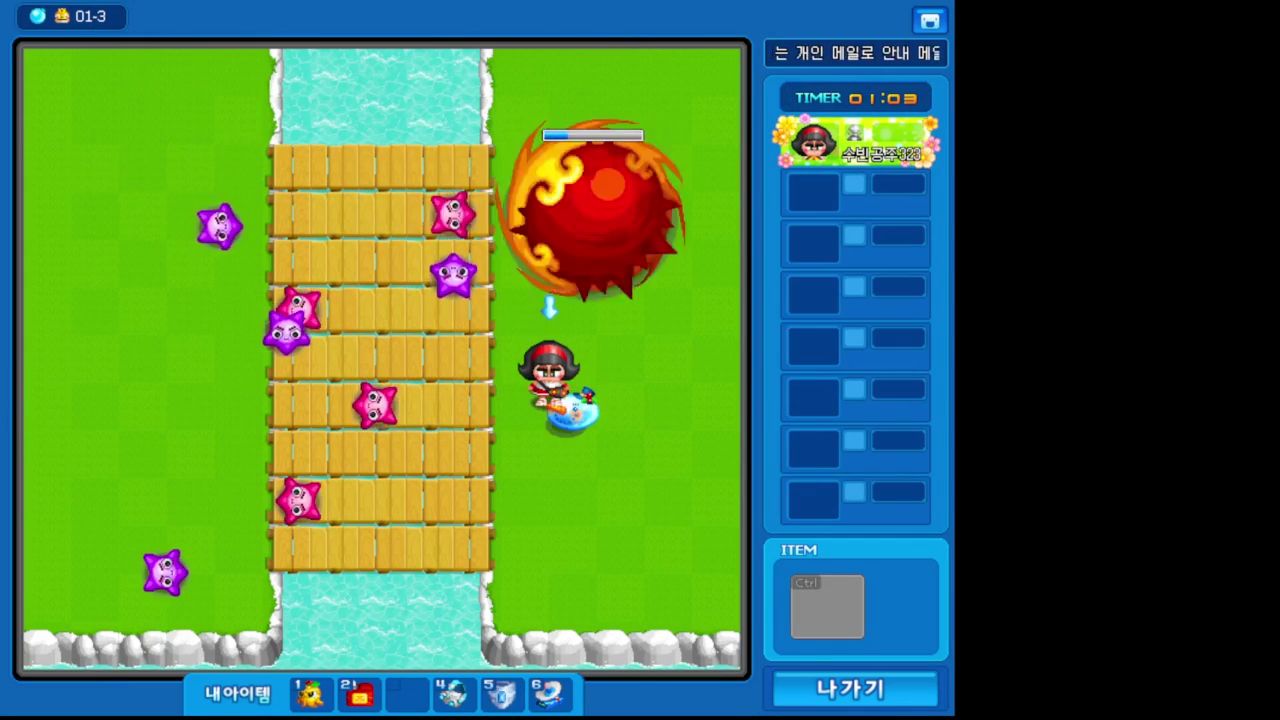 01-3
는 개인 메일로 안내 메일
TIMER 01:03
수빈공주323
ITEM
Ctrl
내아이템 1 2 4 5 6
나가기